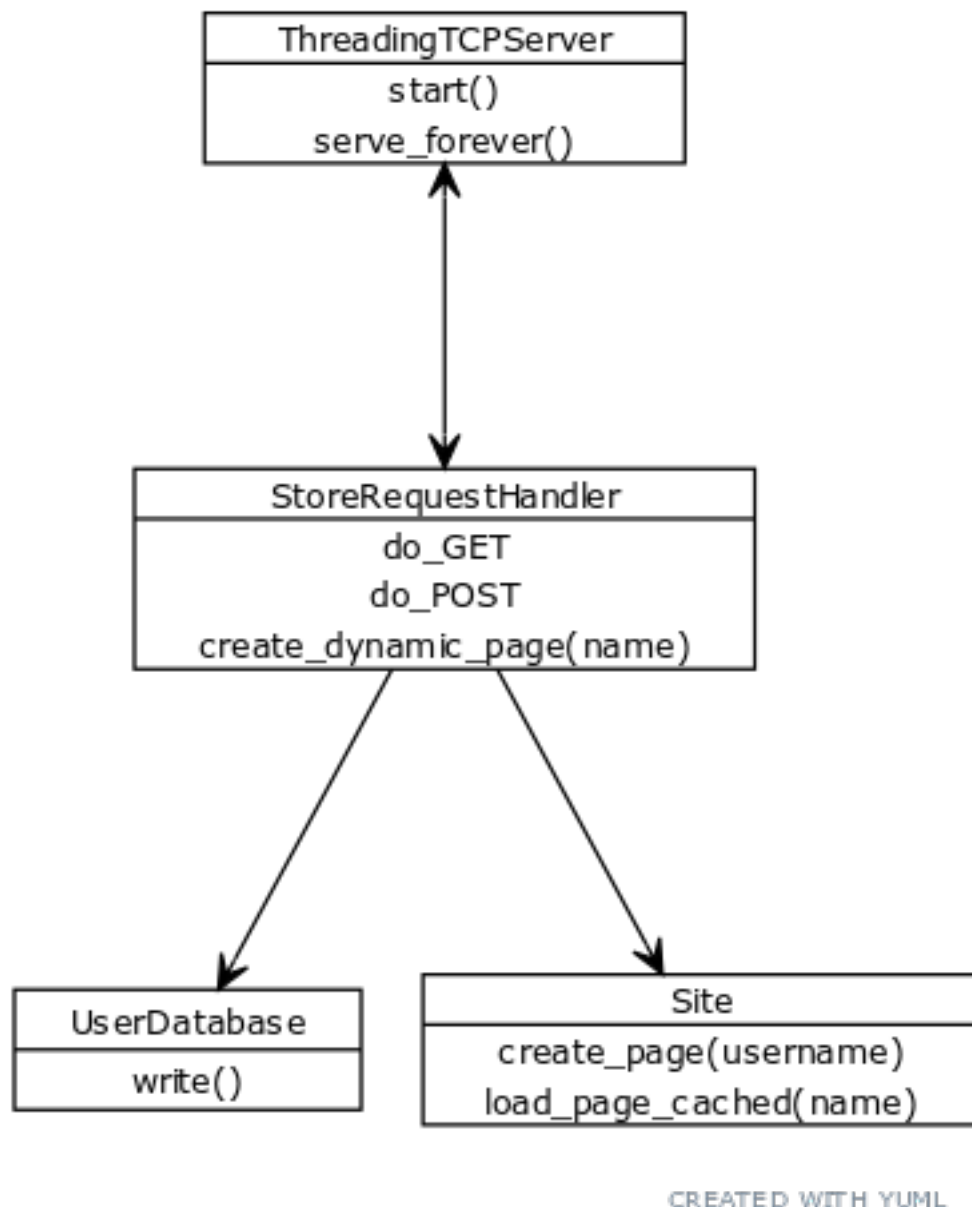 ThreadingTCPServer
start()
serve_forever()
StoreRequestHandler
do_GET
do_POST
create_dynamic_page(name)
UserDatabase
write()
Site
create_page(username)
load_page_cached(name)
CREATED WITH YUML